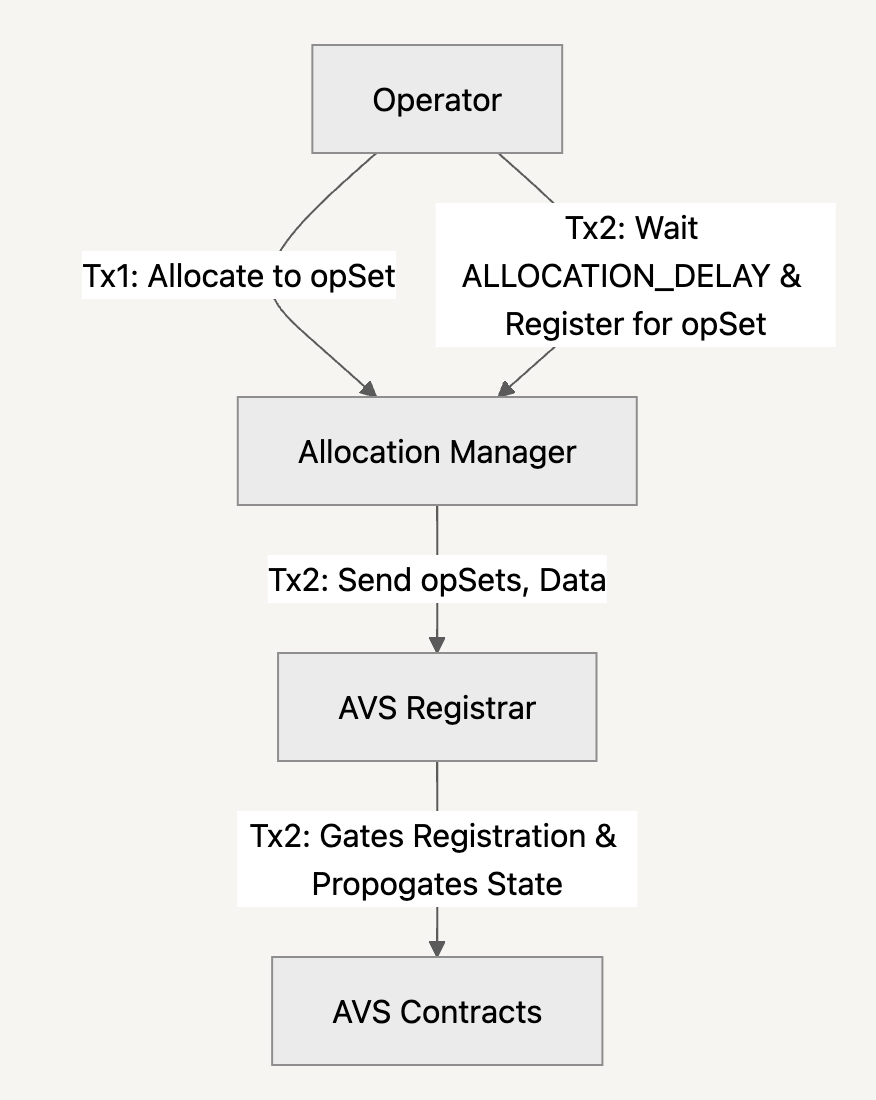 Operator
Tx1: Allocate to opSet
Tx2: Wait
ALLOCATION_DELAY &
Register for opSet
Allocation Manager
Tx2: Send opSets, Data
AVS Registrar
Tx2: Gates Registration &
Propogates State
AVS Contracts